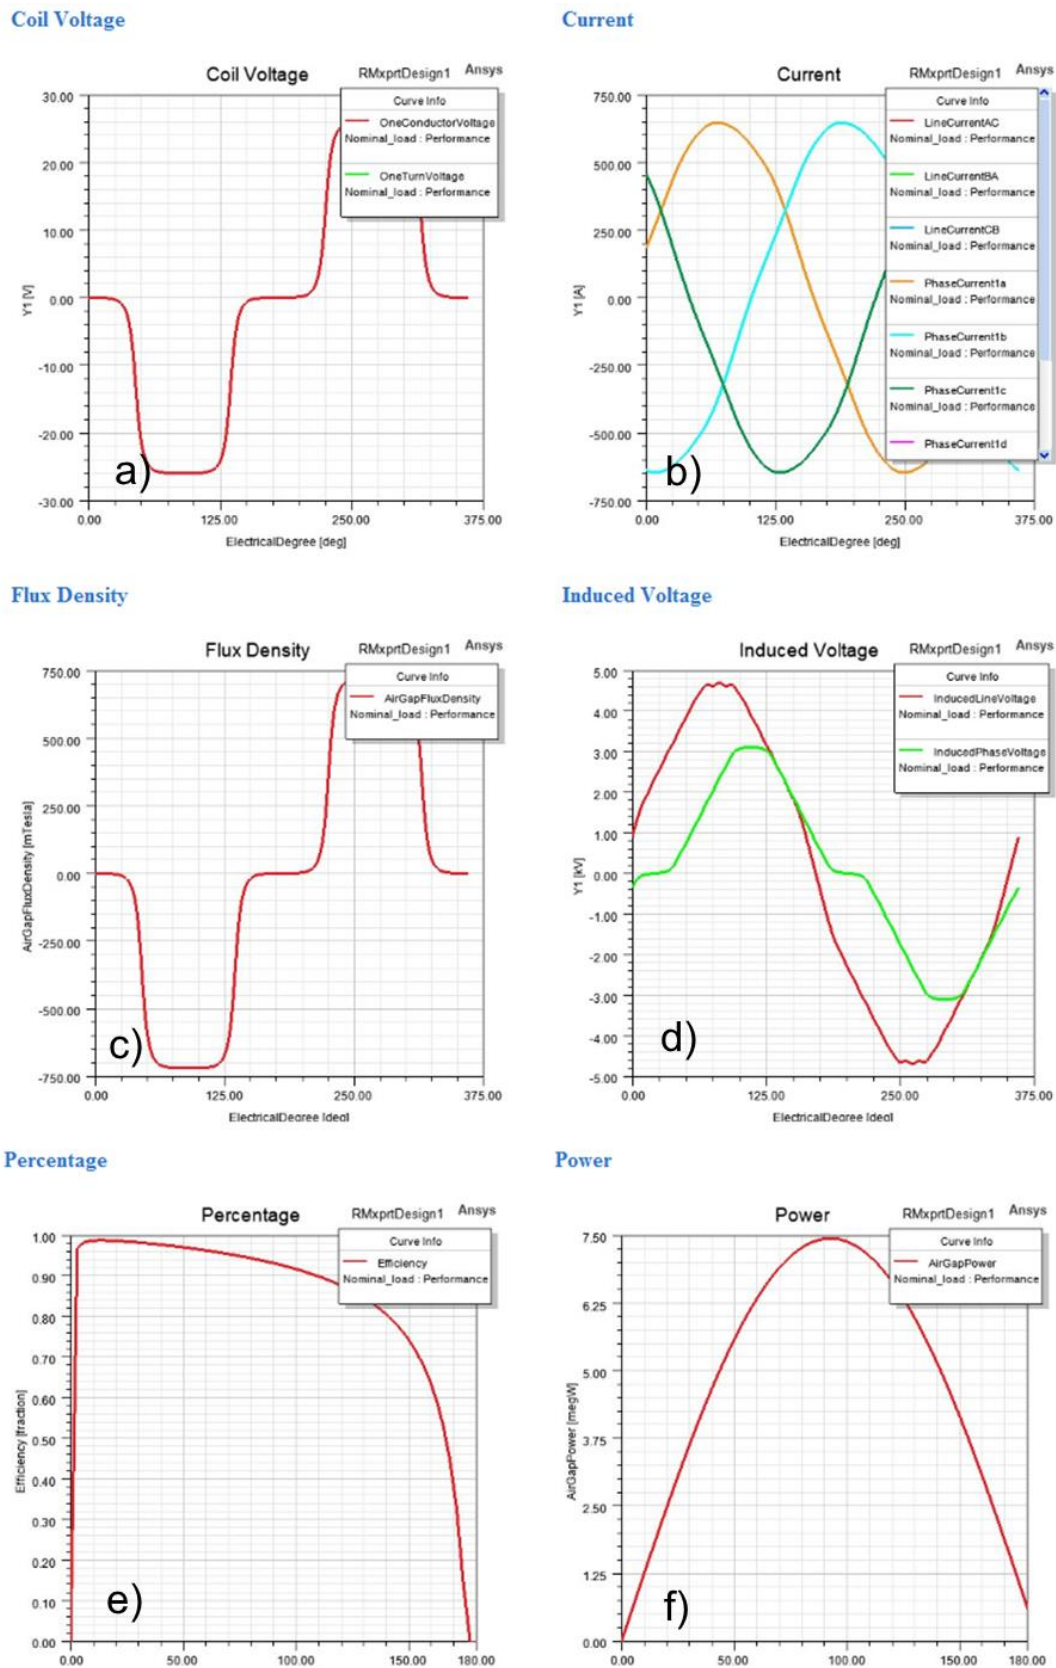 Coil Voltage
Coil Voltage
RMxprtDesign1
Ansys
Curve Info
OneConductorVoltage
Nominal_load : Performance
OneTurnVoltage
Nominal_load : Performance
30.00
20.00
10.00
0.00
-10.00
-20.00
-30.00
Y1 [V]
a)
0.00
125.00
250.00
375.00
ElectricalDegree [deg]
Current
Current
RMxprtDesign1
Ansys
Curve Info
LineCurrentAC
Nominal_load : Performance
LineCurrentBA
Nominal_load : Performance
LineCurrentCB
Nominal_load : Performance
PhaseCurrent1a
Nominal_load : Performance
PhaseCurrent1b
Nominal_load : Performance
PhaseCurrent1c
Nominal_load : Performance
PhaseCurrent1d
750.00
500.00
250.00
0.00
-250.00
-500.00
-750.00
Y1 [A]
b)
0.00
125.00
250.00
375.00
ElectricalDegree [deg]
Flux Density
Flux Density
RMxprtDesign1
Ansys
Curve Info
AirGapFluxDensity
Nominal_load : Performance
750.00
500.00
250.00
0.00
-250.00
-500.00
-750.00
AirGapFluxDensity [mTesla]
c)
0.00
125.00
250.00
375.00
ElectricalDegree [deg]
Induced Voltage
Induced Voltage
RMxprtDesign1
Ansys
Curve Info
InducedLineVoltage
Nominal_load : Performance
InducedPhaseVoltage
Nominal_load : Performance
5.00
4.00
3.00
2.00
1.00
0.00
-1.00
-2.00
-3.00
-4.00
-5.00
Y1 [kV]
d)
0.00
125.00
250.00
375.00
ElectricalDegree [deg]
Percentage
Percentage
RMxprtDesign1
Ansys
Curve Info
Efficiency
Nominal_load : Performance
1.00
0.90
0.80
0.70
0.60
0.50
0.40
0.30
0.20
0.10
0.00
Efficiency [fraction]
e)
0.00
50.00
100.00
150.00
180.00
Power
Power
RMxprtDesign1
Ansys
Curve Info
AirGapPower
Nominal_load : Performance
7.50
6.25
5.00
3.75
2.50
1.25
0.00
AirGapPower [megW]
f)
0.00
50.00
100.00
150.00
180.00